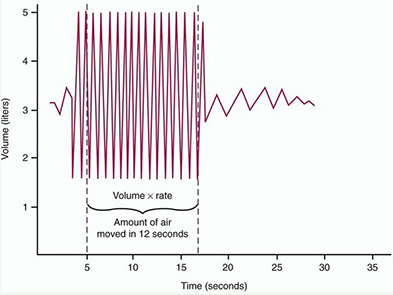 5
4
3
2
1
Volume (liters)
Volume × rate
Amount of air
moved in 12 seconds
5 10 15 20 25 30 35
Time (seconds)